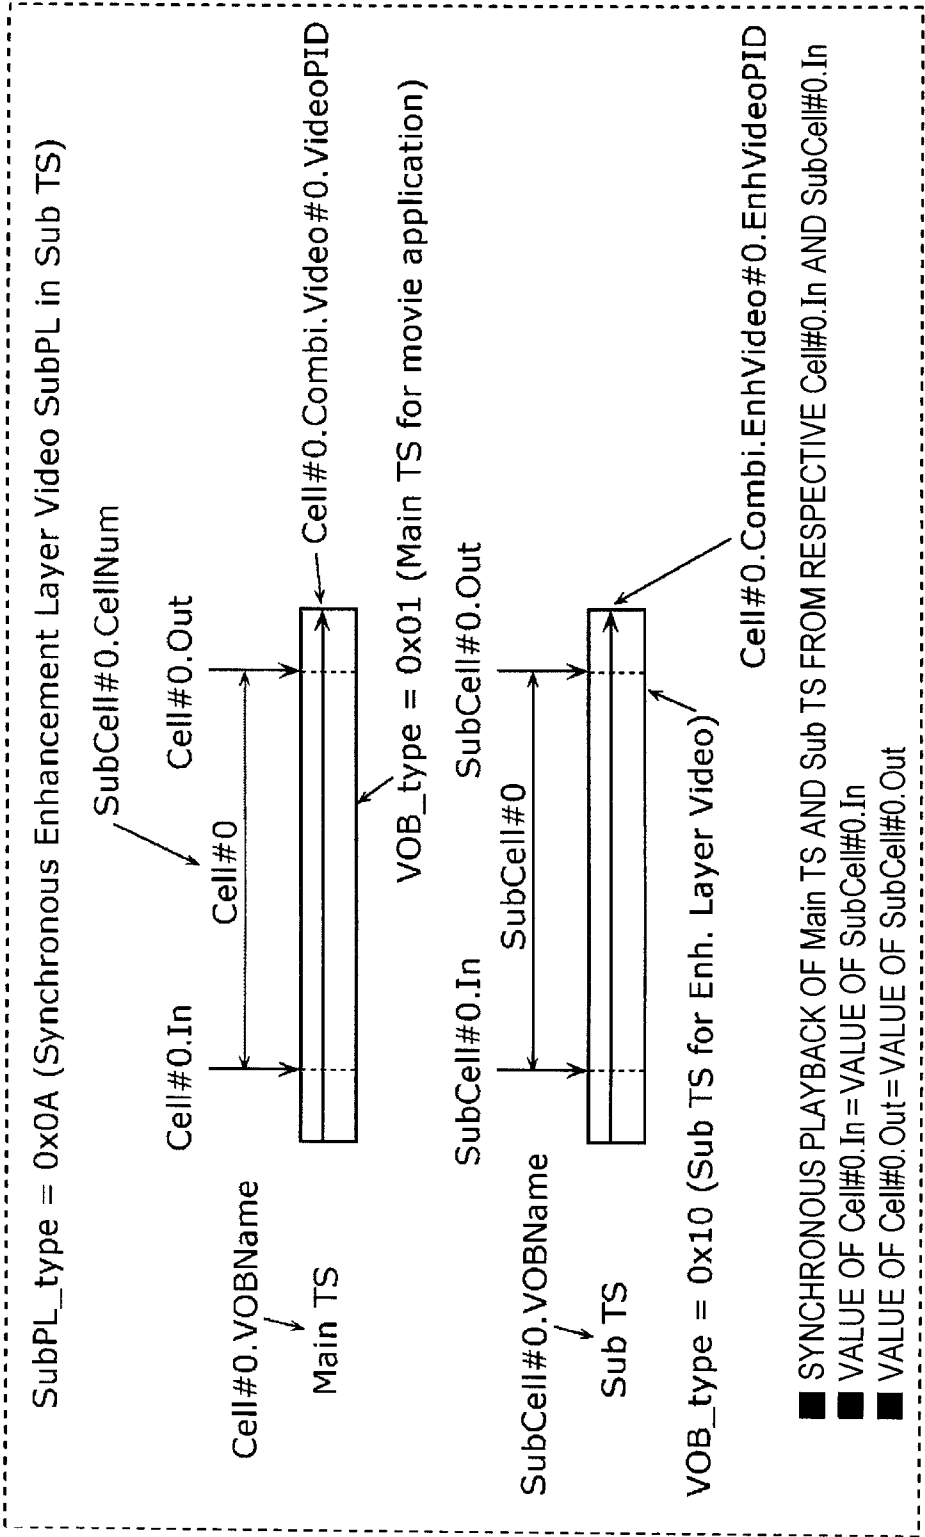 SubPL_type = 0x0A (Synchronous Enhancement Layer Video SubPL in Sub TS)
SubCell#0.CellNum
Cell#0.In
Cell#0.Out
Cell#0.VOBName
Cell#0
Main TS
Cell#0.Combi.Video#0.VideoPID
VOB_type = 0x01 (Main TS for movie application)
SubCell#0.In
SubCell#0.Out
SubCell#0.VOBName
SubCell#0
Sub TS
VOB_type = 0x10 (Sub TS for Enh. Layer Video)
Cell#0.Combi.EnhVideo#0.EnhVideoPID
■ SYNCHRONOUS PLAYBACK OF Main TS AND Sub TS FROM RESPECTIVE Cell#0.In AND SubCell#0.In
■ VALUE OF Cell#0.In=VALUE OF SubCell#0.In
■ VALUE OF Cell#0.Out=VALUE OF SubCell#0.Out